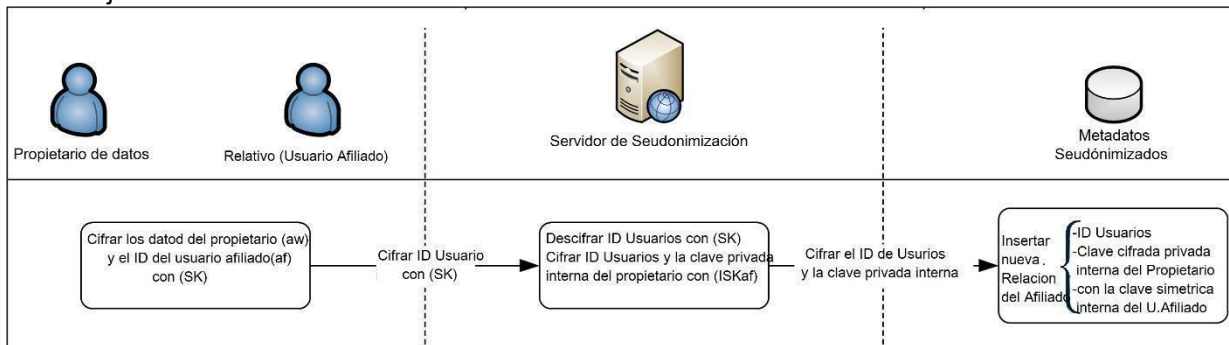 Propietario de datos
Relativo (Usuario Afiliado)
Servidor de Seudonimización
Metadatos
Seudónimizados
Cifrar los datod del propietario (aw)
y el ID del usuario afiliado(af)
con (SK)
Cifrar ID Usuario
con (SK)
Descifrar ID Usuarios con (SK)
Cifrar ID Usuarios y la clave privada
interna del propietario con (ISKaf)
Cifrar el ID de Usurios
y la clave privada interna
Insertar
nueva.
Relacion
del Afiliado
-ID Usuarios
-Clave cifrada privada
interna del Propietario
-con la clave simetrica
interna del U.Afiliado